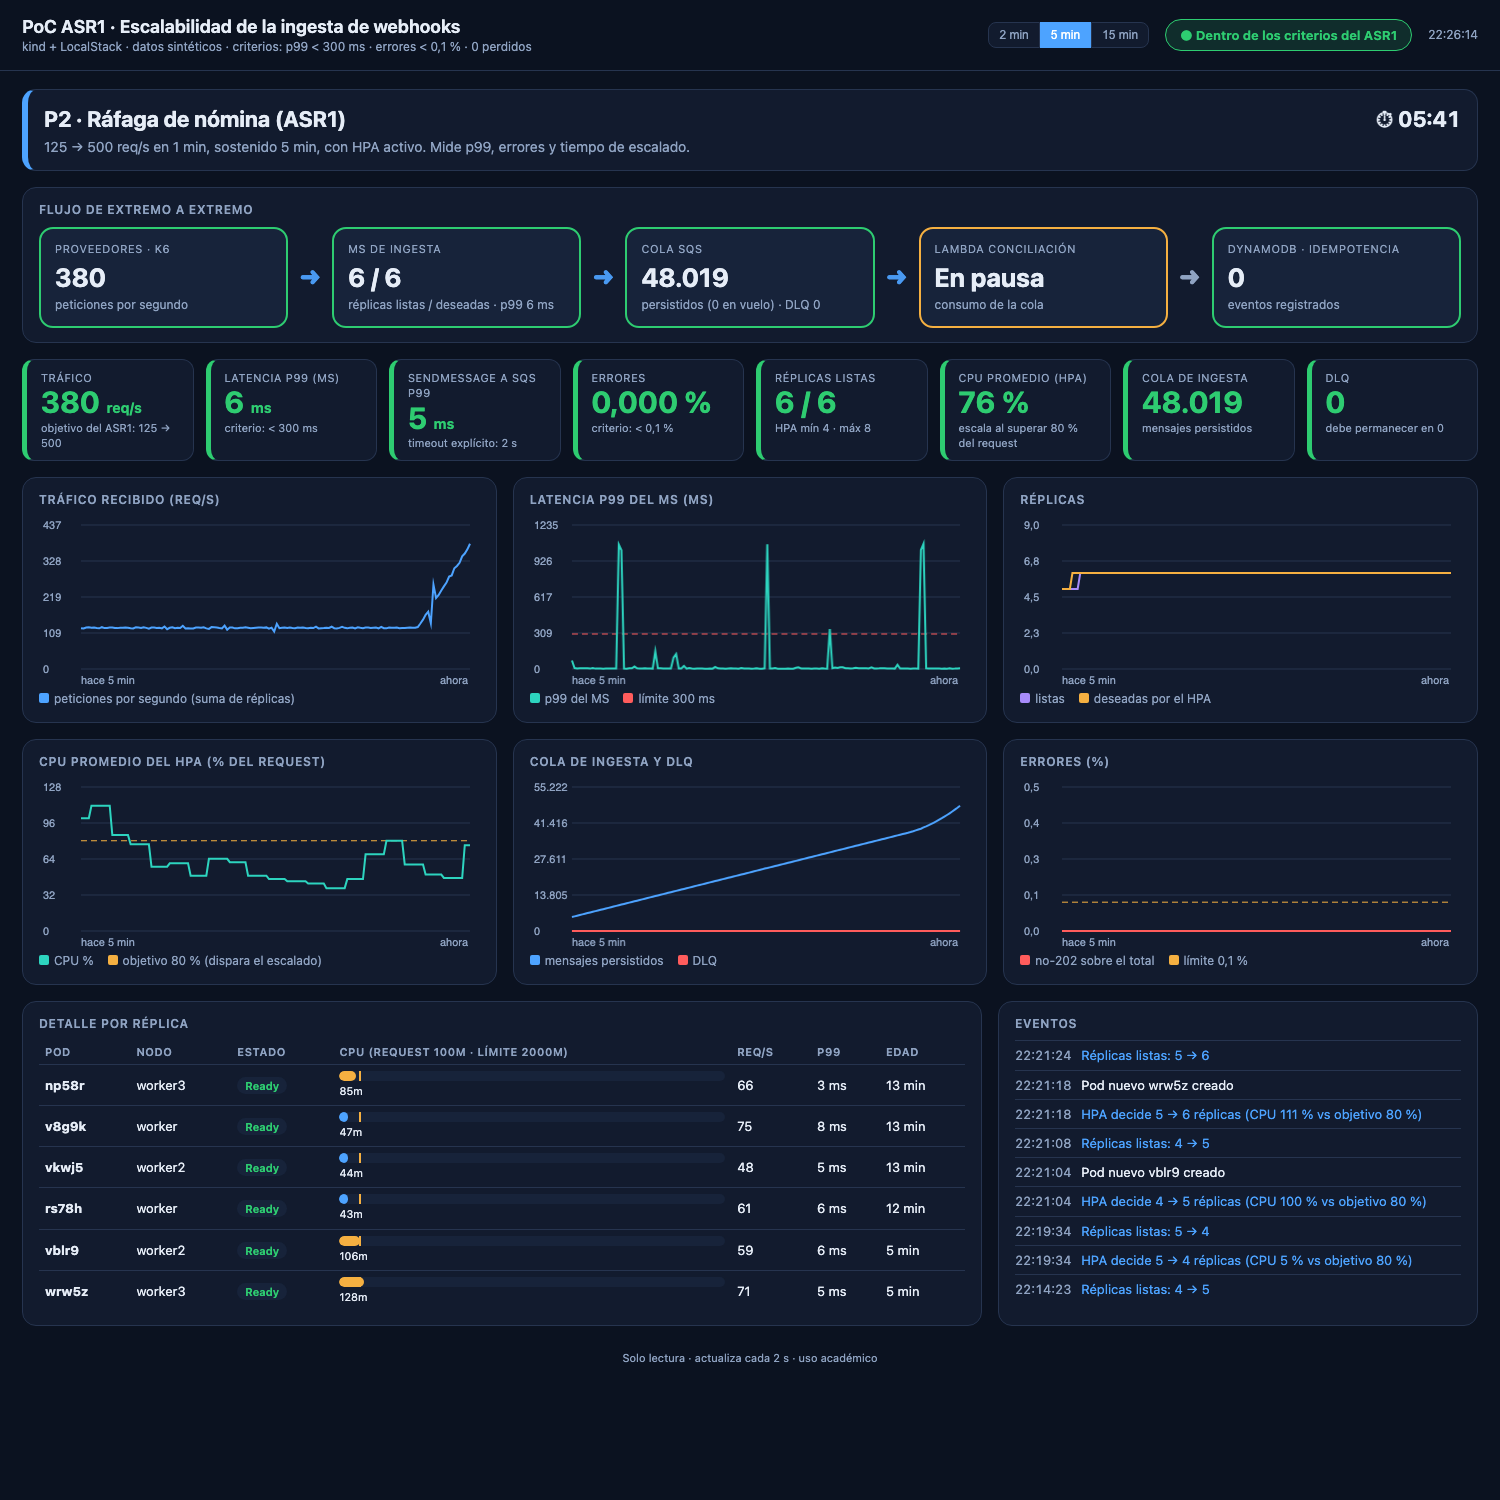 PoC ASR1 · Escalabilidad de la ingesta de webhooks
kind + LocalStack · datos sintéticos · criterios: p99 < 300 ms · errores < 0,1 % · 0 perdidos
2 min
5 min
15 min
Dentro de los criterios del ASR1
22:26:14
P2 · Ráfaga de nómina (ASR1)
125 → 500 req/s en 1 min, sostenido 5 min, con HPA activo. Mide p99, errores y tiempo de escalado.
⏱ 05:41
FLUJO DE EXTREMO A EXTREMO
PROVEEDORES · K6
380
peticiones por segundo
➜
MS DE INGESTA
6 / 6
réplicas listas / deseadas · p99 6 ms
➜
COLA SQS
48.019
persistidos (0 en vuelo) · DLQ 0
➜
LAMBDA CONCILIACIÓN
En pausa
consumo de la cola
➜
DYNAMODB · IDEMPOTENCIA
0
eventos registrados
TRÁFICO
380 req/s
objetivo del ASR1: 125 →
500
LATENCIA P99 (MS)
6 ms
criterio: < 300 ms
SENDMESSAGE A SQS
P99
5 ms
timeout explícito: 2 s
ERRORES
0,000 %
criterio: < 0,1 %
RÉPLICAS LISTAS
6 / 6
HPA mín 4 · máx 8
CPU PROMEDIO (HPA)
76 %
escala al superar 80 %
del request
COLA DE INGESTA
48.019
mensajes persistidos
DLQ
0
debe permanecer en 0
TRÁFICO RECIBIDO (REQ/S)
437
328
219
109
0
hace 5 min
ahora
peticiones por segundo (suma de réplicas)
LATENCIA P99 DEL MS (MS)
1235
926
617
309
0
hace 5 min
ahora
p99 del MS
límite 300 ms
RÉPLICAS
9,0
6,8
4,5
2,3
0,0
hace 5 min
ahora
listas
deseadas por el HPA
CPU PROMEDIO DEL HPA (% DEL REQUEST)
128
96
64
32
0
hace 5 min
ahora
CPU %
objetivo 80 % (dispara el escalado)
COLA DE INGESTA Y DLQ
55.222
41.416
27.611
13.805
0
hace 5 min
ahora
mensajes persistidos
DLQ
ERRORES (%)
0,5
0,4
0,3
0,1
0,0
hace 5 min
ahora
no-202 sobre el total
límite 0,1 %
DETALLE POR RÉPLICA
POD NODO ESTADO CPU (REQUEST 100M · LÍMITE 2000M) REQ/S P99 EDAD
np58r worker3 Ready 85m 66 3 ms 13 min
v8g9k worker Ready 47m 75 8 ms 13 min
vkwj5 worker2 Ready 44m 48 5 ms 13 min
rs78h worker Ready 43m 61 6 ms 12 min
vblr9 worker2 Ready 106m 59 6 ms 5 min
wrw5z worker3 Ready 128m 71 5 ms 5 min
EVENTOS
22:21:24 Réplicas listas: 5 → 6
22:21:18 Pod nuevo wrw5z creado
22:21:18 HPA decide 5 → 6 réplicas (CPU 111 % vs objetivo 80 %)
22:21:08 Réplicas listas: 4 → 5
22:21:04 Pod nuevo vblr9 creado
22:21:04 HPA decide 4 → 5 réplicas (CPU 100 % vs objetivo 80 %)
22:19:34 Réplicas listas: 5 → 4
22:19:34 HPA decide 5 → 4 réplicas (CPU 5 % vs objetivo 80 %)
22:14:23 Réplicas listas: 4 → 5
Solo lectura · actualiza cada 2 s · uso académico